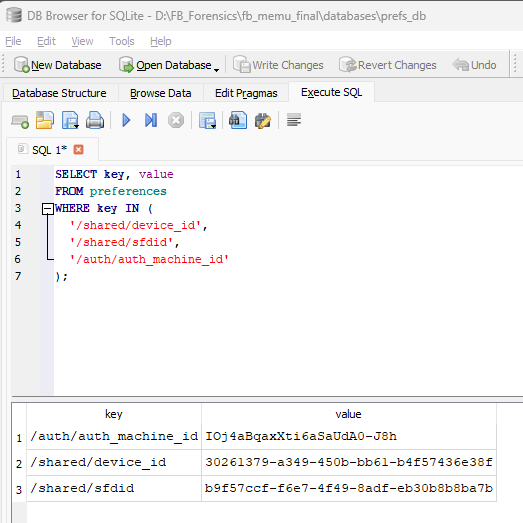 DB Browser for SQLite - D:\FB_Forensics\fb_memu_final\databases\prefs_db
File Edit View Tools Help
New Database Open Database Write Changes Revert Changes Undo
Database Structure Browse Data Edit Pragmas Execute SQL
SQL 1*
1 SELECT key, value
2 FROM preferences
3 WHERE key IN (
4 '/shared/device_id',
5 '/shared/sfdid',
6 '/auth/auth_machine_id'
7 );
key value
1 /auth/auth_machine_id IOj4aBqaxXti6aSaUdA0-J8h
2 /shared/device_id 30261379-a349-450b-bb61-b4f57436e38f
3 /shared/sfdid b9f57ccf-f6e7-4f49-8adf-eb30b8b8ba7b